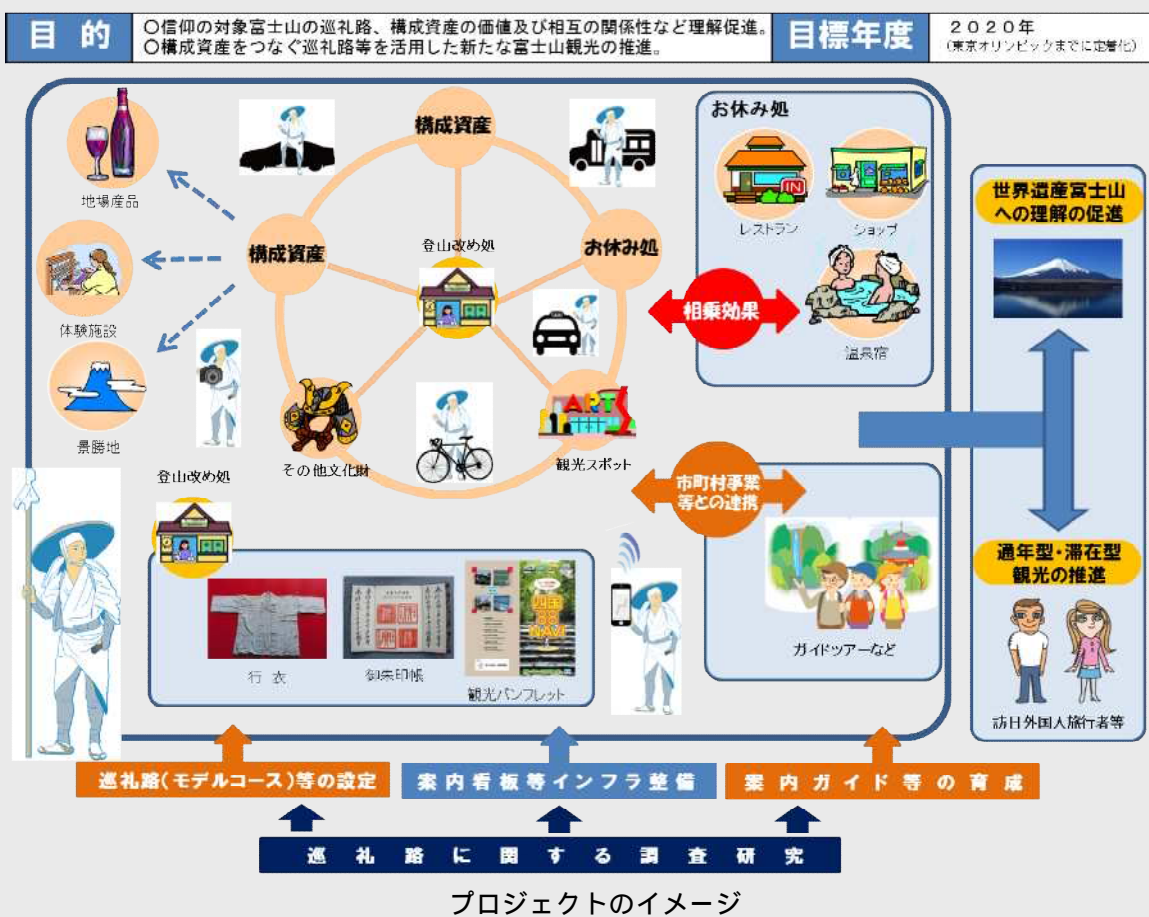 目的
○信仰の対象富士山の巡礼路、構成資産の価値及び相互の関係性など理解促進。
○構成資産をつなぐ巡礼路等を活用した新たな富士山観光の推進。
目標年度
2020年
(東京オリンピックまでに定着化)
構成資産
お休み処
レストラン
IN
ショップ
温泉宿
地場産品
体験施設
景勝地
構成資産
登山改め処
お休み処
相乗効果
その他文化財
ART
観光スポット
市町村事業
等との連携
登山改め処
行衣
御朱印帳
四国
88
NAVI
観光パンフレット
ガイドツアーなど
世界遺産富士山
への理解の促進
通年型・滞在型
観光の推進
訪日外国人旅行者等
巡礼路(モデルコース)等の設定
案内看板等インフラ整備
案内ガイド等の育成
巡礼路に関する調査研究
プロジェクトのイメージ